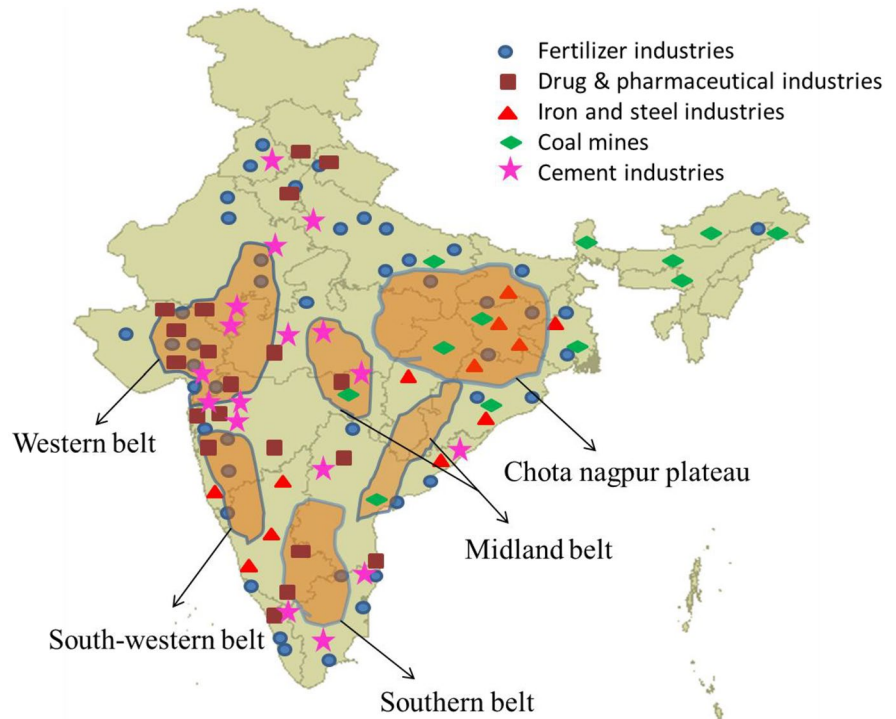 Fertilizer industries
Drug & pharmaceutical industries
Iron and steel industries
Coal mines
Cement industries
Western belt
Chota nagpur plateau
Midland belt
South-western belt
Southern belt